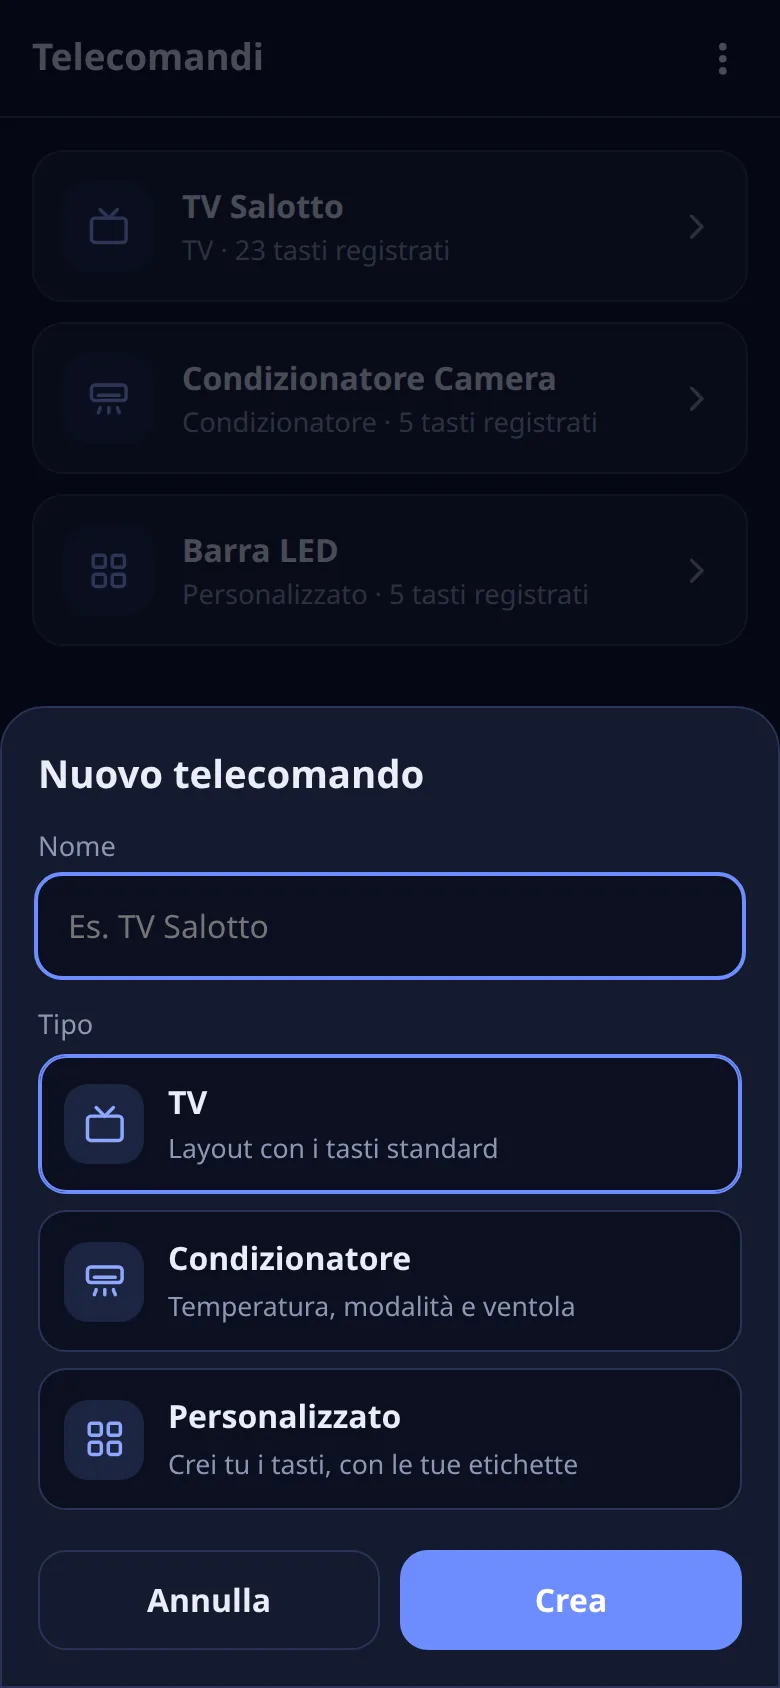 Telecomandi
TV Salotto
TV · 23 tasti registrati
Condizionatore Camera
Condizionatore · 5 tasti registrati
Barra LED
Personalizzato · 5 tasti registrati
Nuovo telecomando
Nome
Es. TV Salotto
Tipo
TV
Layout con i tasti standard
Condizionatore
Temperatura, modalità e ventola
Personalizzato
Crei tu i tasti, con le tue etichette
Annulla
Crea